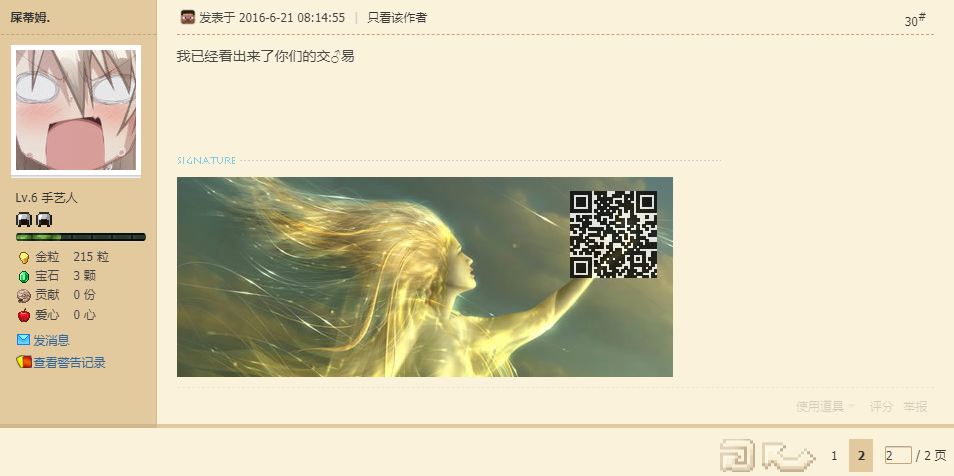 屎蒂姆.
发表于 2016-6-21 08:14:55 | 只看该作者
30#
我已经看出来了你们的交♂易
SIGNATURE
Lv.6 手艺人
金粒 215 粒
宝石 3 颗
贡献 0 份
爱心 0 心
发消息
查看警告记录
使用道具 评分 举报
1 2 2 / 2 页